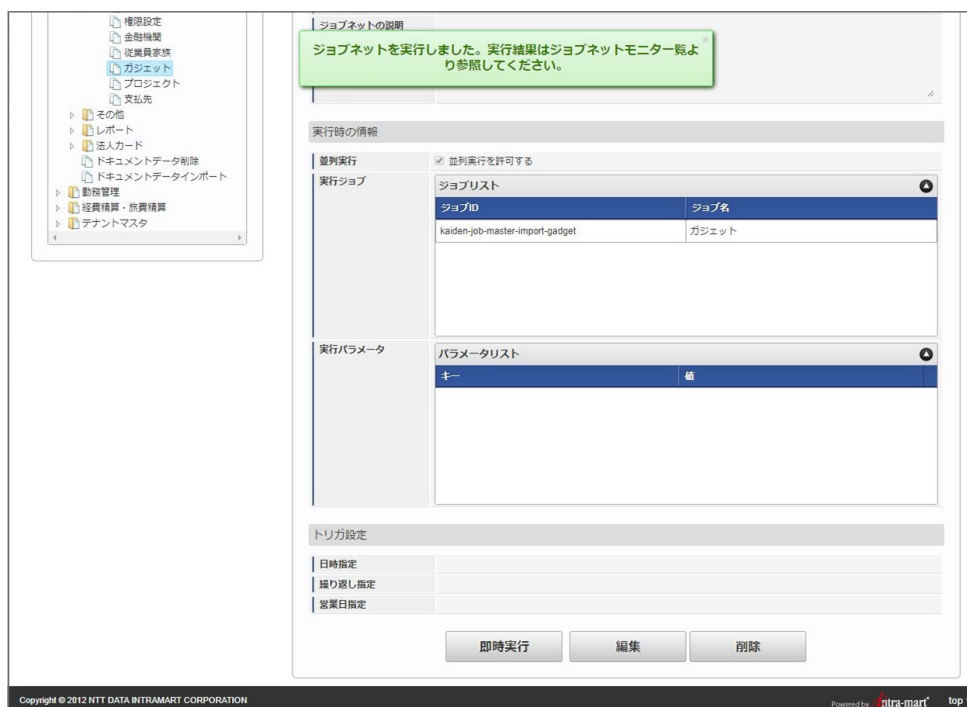 権限設定
金融機関
従業員家族
ガジェット
プロジェクト
支払先
その他
レポート
法人カード
ドキュメントデータ削除
ドキュメントデータインポート
勤務管理
経費精算・旅費精算
テナントマスタ
ジョブネットの説明
ジョブネットを実行しました。実行結果はジョブネットモニタ一覧よ
り参照してください。
実行時の情報
並列実行
並列実行を許可する
実行ジョブ
ジョブリスト
ジョブID ジョブ名
kaiden-job-master-import-gadget ガジェット
実行パラメータ
パラメータリスト
キー 値
トリガ設定
日時指定
繰り返し指定
営業日指定
即時実行 編集 削除
Copyright © 2012 NTT DATA INTRAMART CORPORATION
Powered by intra-mart top